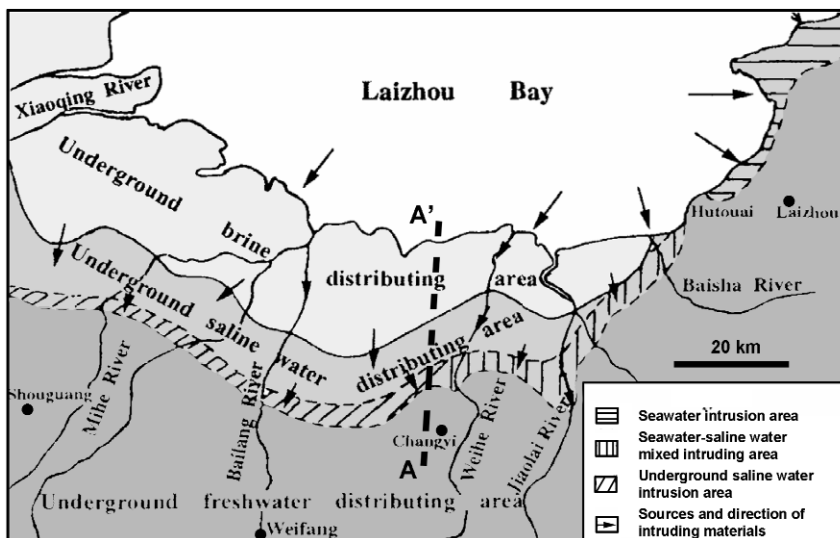 Xiaoqing River
Laizhou Bay
Underground
brine
distributing
area
A'
Hutouai
Laizhou
Baisha River
Underground saline water
distributing area
20 km
Shouguang
Mihe River
Bailang River
Changyi
Weihe River
Jiaolai River
A
Underground freshwater distributing area
Weifang
Seawater intrusion area
Seawater-saline water
mixed intruding area
Underground saline water
intrusion area
Sources and direction of
intruding materials